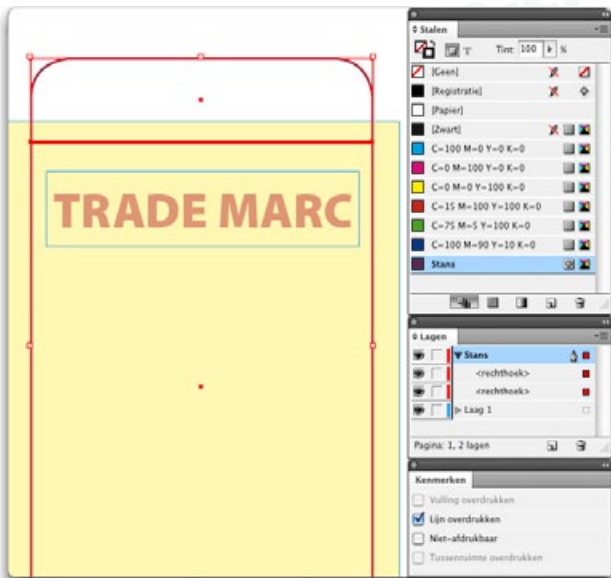 TRADE MARC
Stalen
Tint: 100 %
[Geen]
[Registratie]
[Papier]
[Zwart]
C=100 M=0 Y=0 K=0
C=0 M=100 Y=0 K=0
C=0 M=0 Y=100 K=0
C=15 M=100 Y=100 K=0
C=75 M=5 Y=100 K=0
C=100 M=90 Y=10 K=0
Stans
Lagen
Stans
<rechthoek>
<rechthoek>
Laag 1
Pagina: 1, 2 lagen
Kenmerken
Vulling overdrukken
Lijn overdrukken
Niet-afdrukbaar
Tussenruimte overdrukken